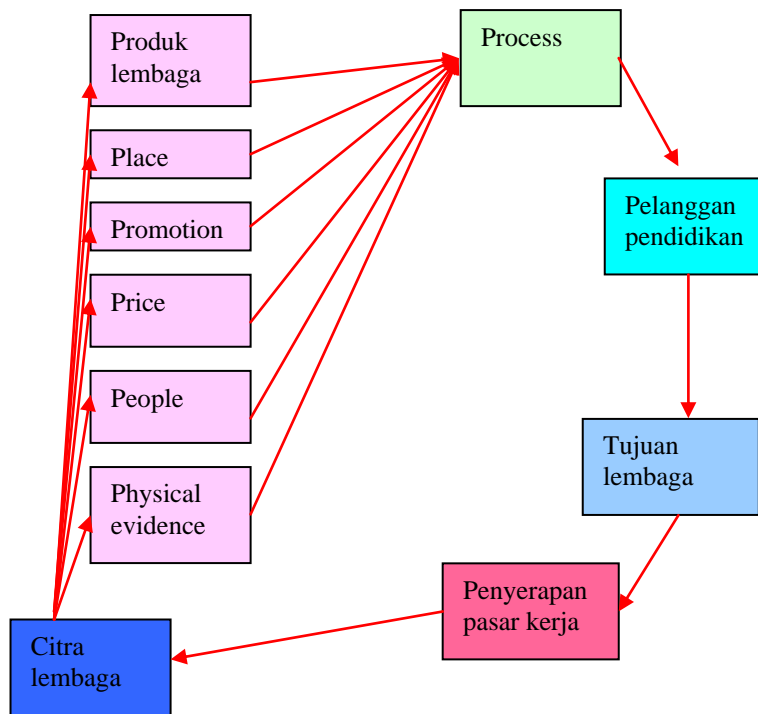 Produk
lembaga
Process
Place
Pelanggan
pendidikan
Promotion
Price
People
Tujuan
lembaga
Physical
evidence
Penyerapan
pasar kerja
Citra
lembaga